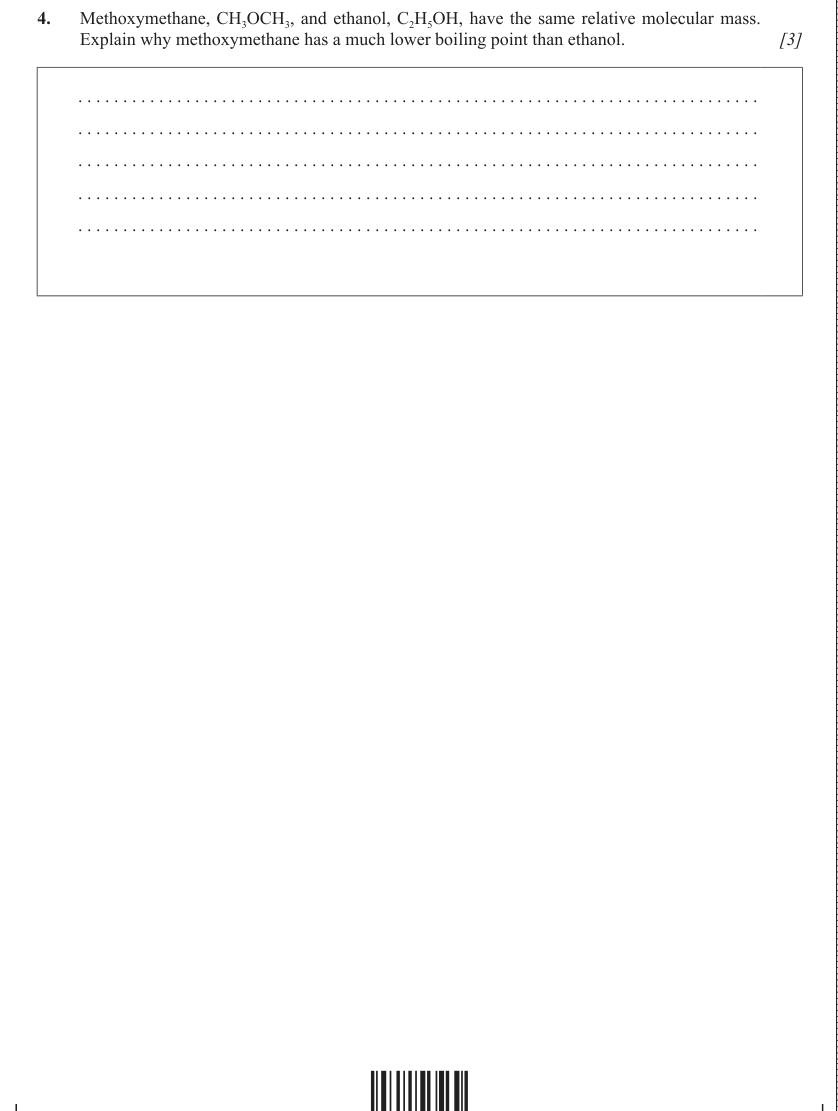 4. Methoxymethane, CH₃OCH₃, and ethanol, C₂H₅OH, have the same relative molecular mass.
Explain why methoxymethane has a much lower boiling point than ethanol. [3]